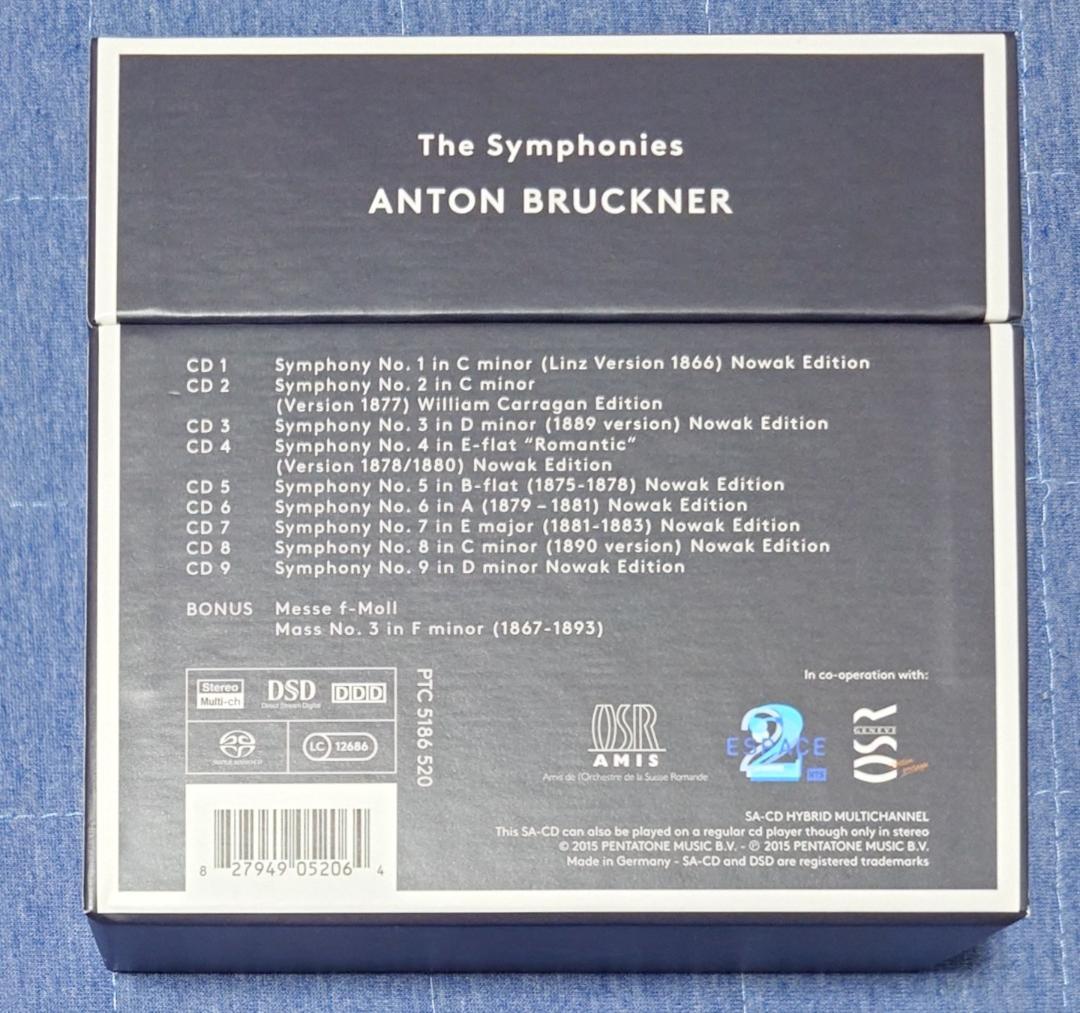 The Symphonies
ANTON BRUCKNER
CD 1 Symphony No. 1 in C minor (Linz Version 1866) Nowak Edition
CD 2 Symphony No. 2 in C minor
(Version 1877) William Carragan Edition
CD 3 Symphony No. 3 in D minor (1889 version) Nowak Edition
CD 4 Symphony No. 4 in E-flat “Romantic”
(Version 1878/1880) Nowak Edition
CD 5 Symphony No. 5 in B-flat (1875-1878) Nowak Edition
CD 6 Symphony No. 6 in A (1879 – 1881) Nowak Edition
CD 7 Symphony No. 7 in E major (1881-1883) Nowak Edition
CD 8 Symphony No. 8 in C minor (1890 version) Nowak Edition
CD 9 Symphony No. 9 in D minor Nowak Edition
BONUS Messe f-Moll
Mass No. 3 in F minor (1867-1893)
Stereo
Multi-ch
DSD
Direct Stream Digital
DDD
LC 12686
PTC 5186 520
8 27949 05206 4
In co-operation with:
OSR
AMIS
Amis de l'Orchestre de la Suisse Romande
2
ESPACE
RTS
OSR
GENEVE
SA-CD HYBRID MULTICHANNEL
This SA-CD can also be played on a regular cd player though only in stereo
© 2015 PENTATONE MUSIC B.V. - ℗ 2015 PENTATONE MUSIC B.V.
Made in Germany - SA-CD and DSD are registered trademarks